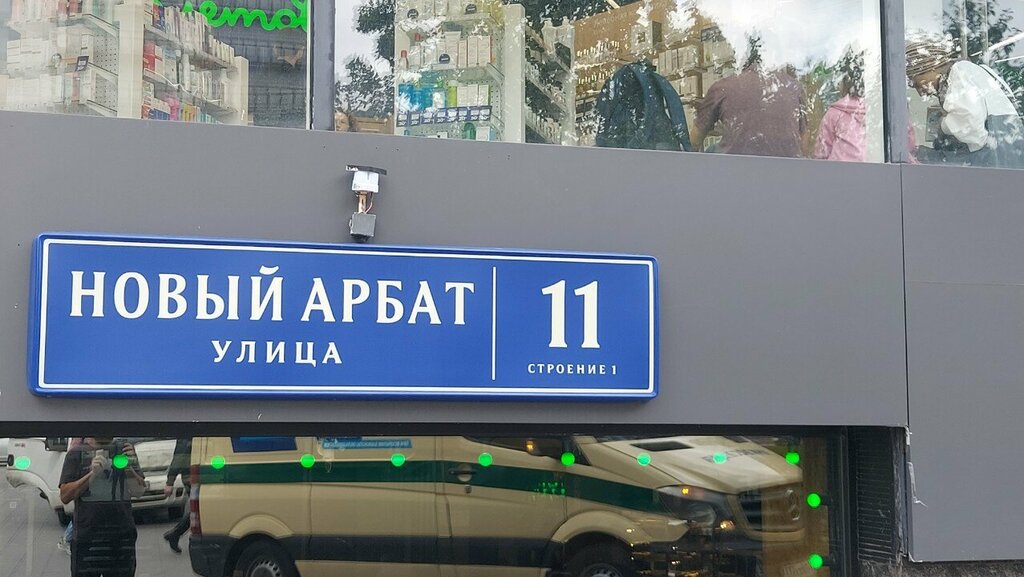 НОВЫЙ АРБАТ
УЛИЦА
11
СТРОЕНИЕ 1